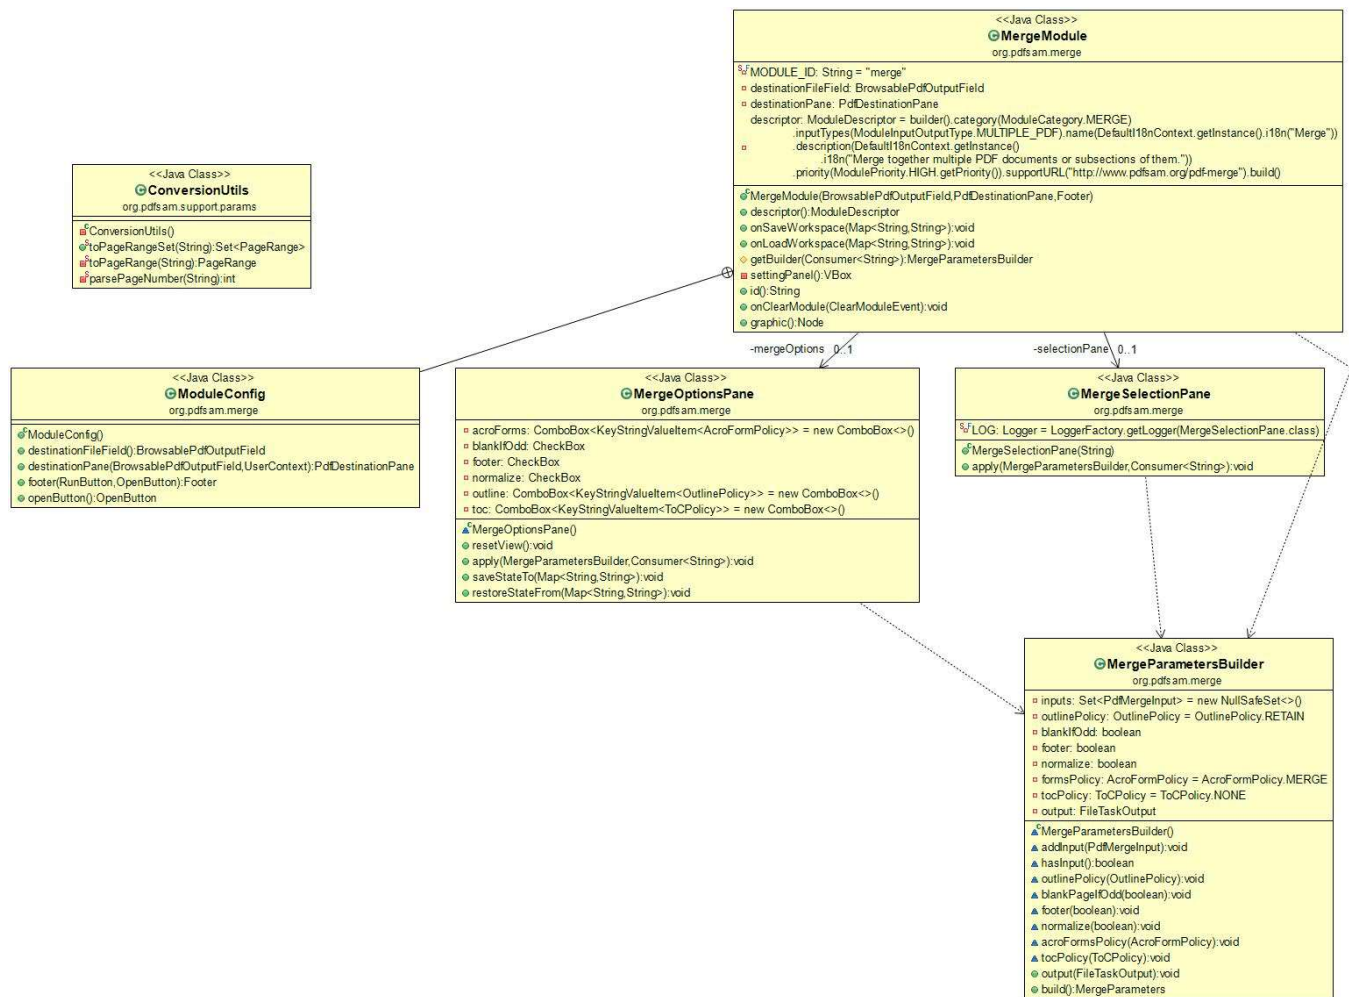 <<Java Class>>
MergeModule
org.pdfsam.merge
MODULE_ID: String = "merge"
destinationFileField: BrowsablePdfOutputField
destinationPane: PdfDestinationPane
descriptor: ModuleDescriptor = builder().category(ModuleCategory.MERGE)
.inputTypes(ModuleInputOutputType.MULTIPLE_PDF).name(DefaultI18nContext.getInstance().i18n("Merge"))
.description(DefaultI18nContext.getInstance()
.i18n("Merge together multiple PDF documents or subsections of them."))
.priority(ModulePriority.HIGH.getPriority()).supportURL("http://www.pdfsam.org/pdf-merge").build()
MergeModule(BrowsablePdfOutputField,PdfDestinationPane,Footer)
descriptor():ModuleDescriptor
onSaveWorkspace(Map<String,String>):void
onLoadWorkspace(Map<String,String>):void
getBuilder(Consumer<String>):MergeParametersBuilder
settingPanel():VBox
id():String
onClearModule(ClearModuleEvent):void
graphic():Node
<<Java Class>>
ConversionUtils
org.pdfsam.support.params
ConversionUtils()
toPageRangeSet(String):Set<PageRange>
toPageRange(String):PageRange
parsePageNumber(String):int
-mergeOptions 0..1
-selectionPane 0..1
<<Java Class>>
ModuleConfig
org.pdfsam.merge
ModuleConfig()
destinationFileField():BrowsablePdfOutputField
destinationPane(BrowsablePdfOutputField,UserContext):PdfDestinationPane
footer(RunButton,OpenButton):Footer
openButton():OpenButton
<<Java Class>>
MergeOptionsPane
org.pdfsam.merge
acroForms: ComboBox<KeyStringValueItem<AcroFormPolicy>> = new ComboBox<>()
blankIfOdd: CheckBox
footer: CheckBox
normalize: CheckBox
outline: ComboBox<KeyStringValueItem<OutlinePolicy>> = new ComboBox<>()
toc: ComboBox<KeyStringValueItem<ToCPolicy>> = new ComboBox<>()
MergeOptionsPane()
resetView():void
apply(MergeParametersBuilder,Consumer<String>):void
saveStateTo(Map<String,String>):void
restoreStateFrom(Map<String,String>):void
<<Java Class>>
MergeSelectionPane
org.pdfsam.merge
LOG: Logger = LoggerFactory.getLogger(MergeSelectionPane.class)
MergeSelectionPane(String)
apply(MergeParametersBuilder,Consumer<String>):void
<<Java Class>>
MergeParametersBuilder
org.pdfsam.merge
inputs: Set<PdfMergeInput> = new NullSafeSet<>()
outlinePolicy: OutlinePolicy = OutlinePolicy.RETAIN
blankIfOdd: boolean
footer: boolean
normalize: boolean
formsPolicy: AcroFormPolicy = AcroFormPolicy.MERGE
tocPolicy: ToCPolicy = ToCPolicy.NONE
output: FileTaskOutput
MergeParametersBuilder()
addInput(PdfMergeInput):void
hasInput():boolean
outlinePolicy(OutlinePolicy):void
blankPageIfOdd(boolean):void
footer(boolean):void
normalize(boolean):void
acroFormsPolicy(AcroFormPolicy):void
tocPolicy(ToCPolicy):void
output(FileTaskOutput):void
build():MergeParameters